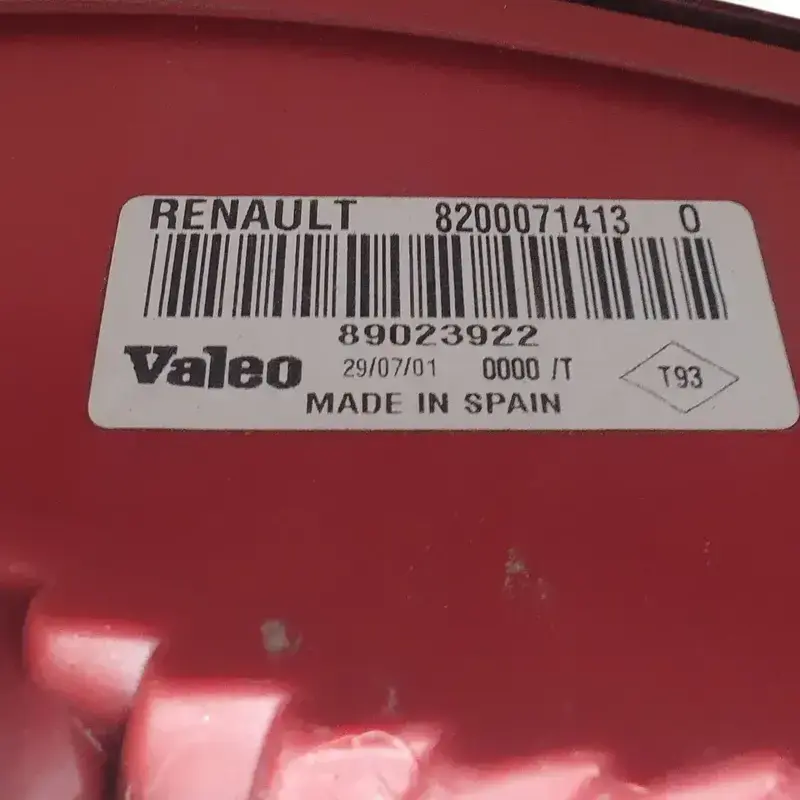 RENAULT 8200071413 0
89023922
Valeo 29/07/01 0000 /T T93
MADE IN SPAIN